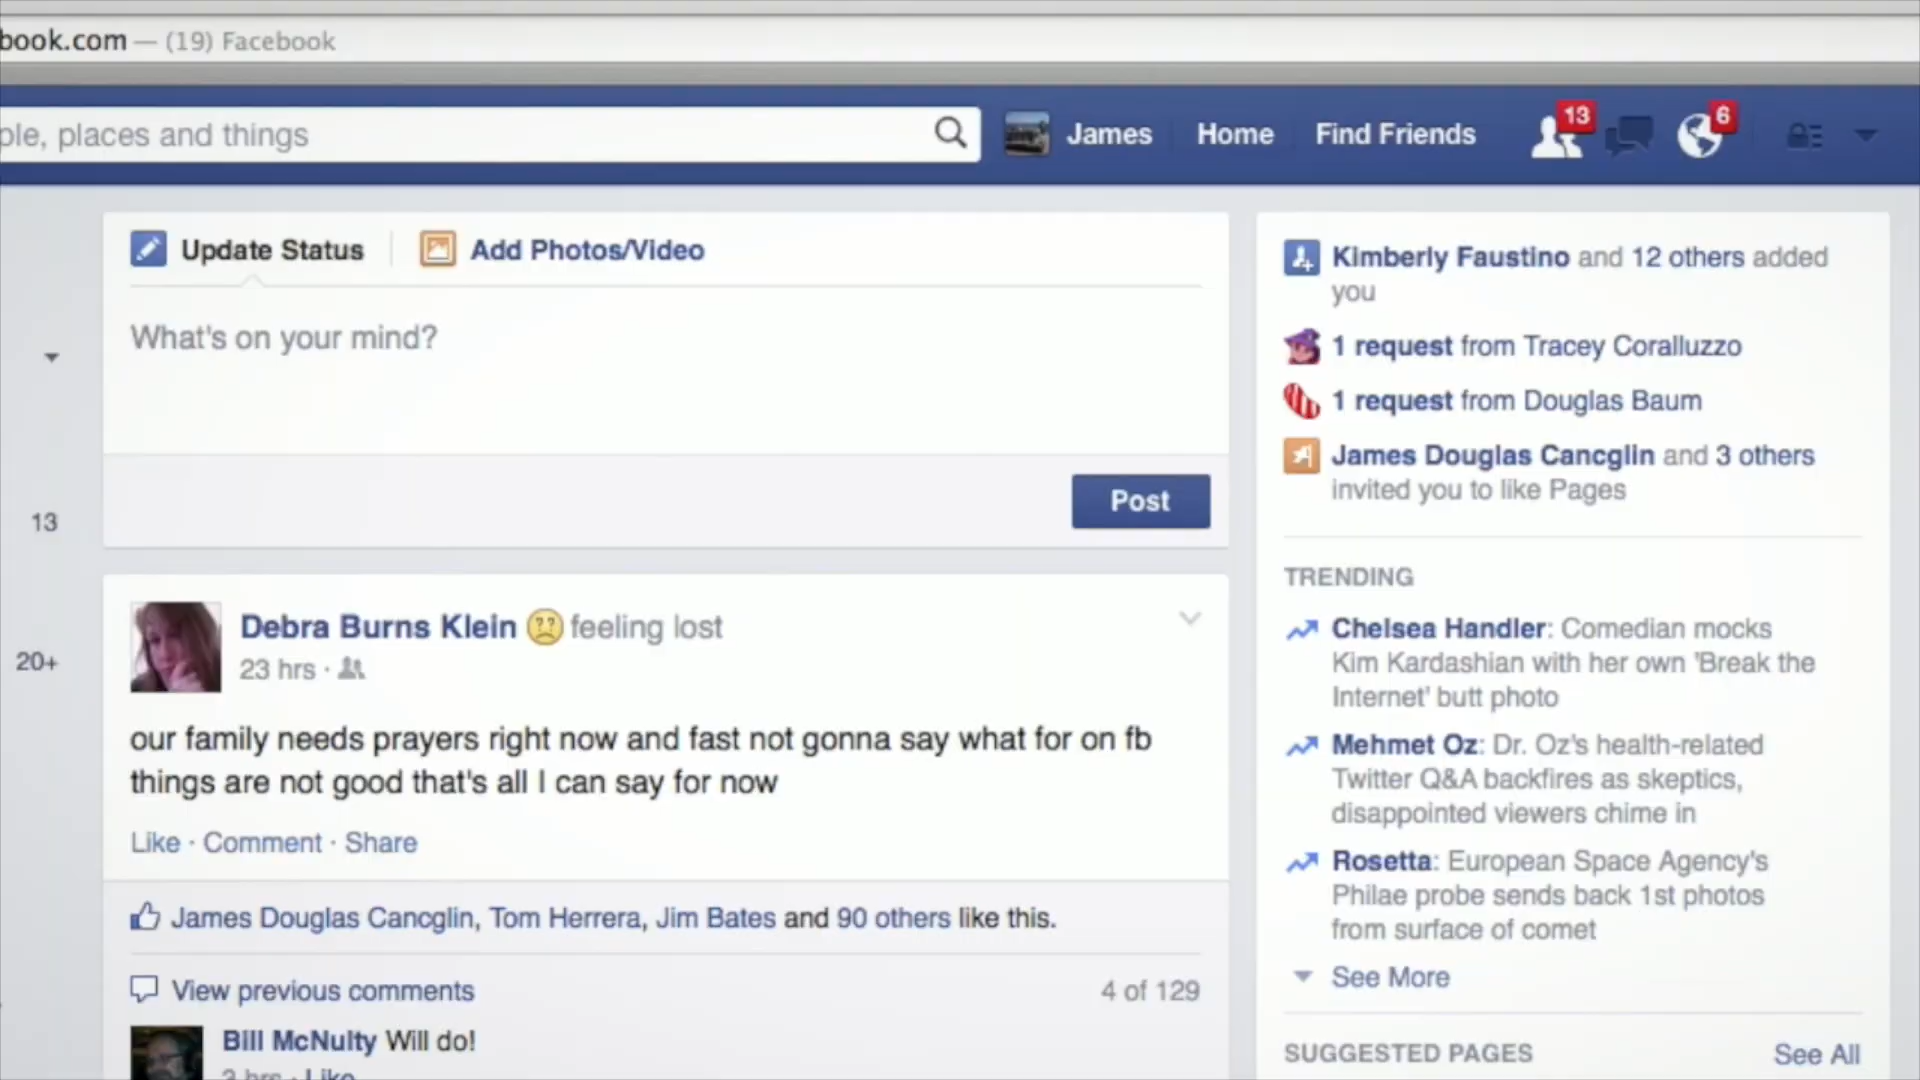 book.com — (19) Facebook
ple, places and things
James Home Find Friends 13 6
Update Status Add Photos/Video
What's on your mind?
Post
13
20+
Debra Burns Klein feeling lost
23 hrs ·
our family needs prayers right now and fast not gonna say what for on fb
things are not good that's all I can say for now
Like · Comment · Share
James Douglas Cancglin, Tom Herrera, Jim Bates and 90 others like this.
View previous comments 4 of 129
Bill McNulty Will do!
3 hrs · Like
Kimberly Faustino and 12 others added
you
1 request from Tracey Coralluzzo
1 request from Douglas Baum
James Douglas Cancglin and 3 others
invited you to like Pages
TRENDING
Chelsea Handler: Comedian mocks
Kim Kardashian with her own 'Break the
Internet' butt photo
Mehmet Oz: Dr. Oz's health-related
Twitter Q&A backfires as skeptics,
disappointed viewers chime in
Rosetta: European Space Agency's
Philae probe sends back 1st photos
from surface of comet
See More
SUGGESTED PAGES See All